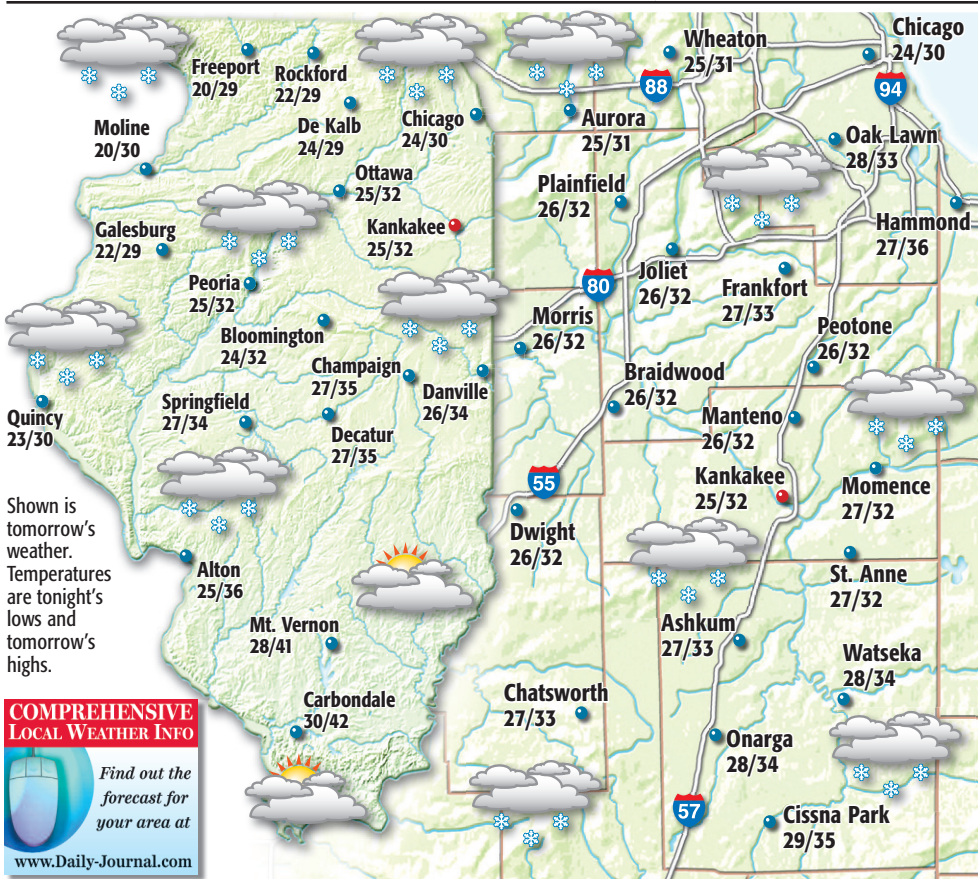 Freeport
20/29
Rockford
22/29
Moline
20/30
De Kalb
24/29
Chicago
24/30
Ottawa
25/32
Galesburg
22/29
Kankakee
25/32
Peoria
25/32
Bloomington
24/32
Champaign
27/35
Danville
26/34
Quincy
23/30
Springfield
27/34
Decatur
27/35
Shown is
tomorrow's
weather.
Temperatures
are tonight's
lows and
tomorrow's
highs.
Alton
25/36
Mt. Vernon
28/41
Carbondale
30/42
COMPREHENSIVE
LOCAL WEATHER INFO
Find out the
forecast for
your area at
www.Daily-Journal.com
Wheaton
25/31
Chicago
24/30
88
94
Aurora
25/31
Oak Lawn
28/33
Plainfield
26/32
Hammond
27/36
80
Joliet
26/32
Frankfort
27/33
Morris
26/32
Peotone
26/32
Braidwood
26/32
Manteno
26/32
55
Kankakee
25/32
Momence
27/32
Dwight
26/32
St. Anne
27/32
Ashkum
27/33
Watseka
28/34
Chatsworth
27/33
Onarga
28/34
57
Cissna Park
29/35